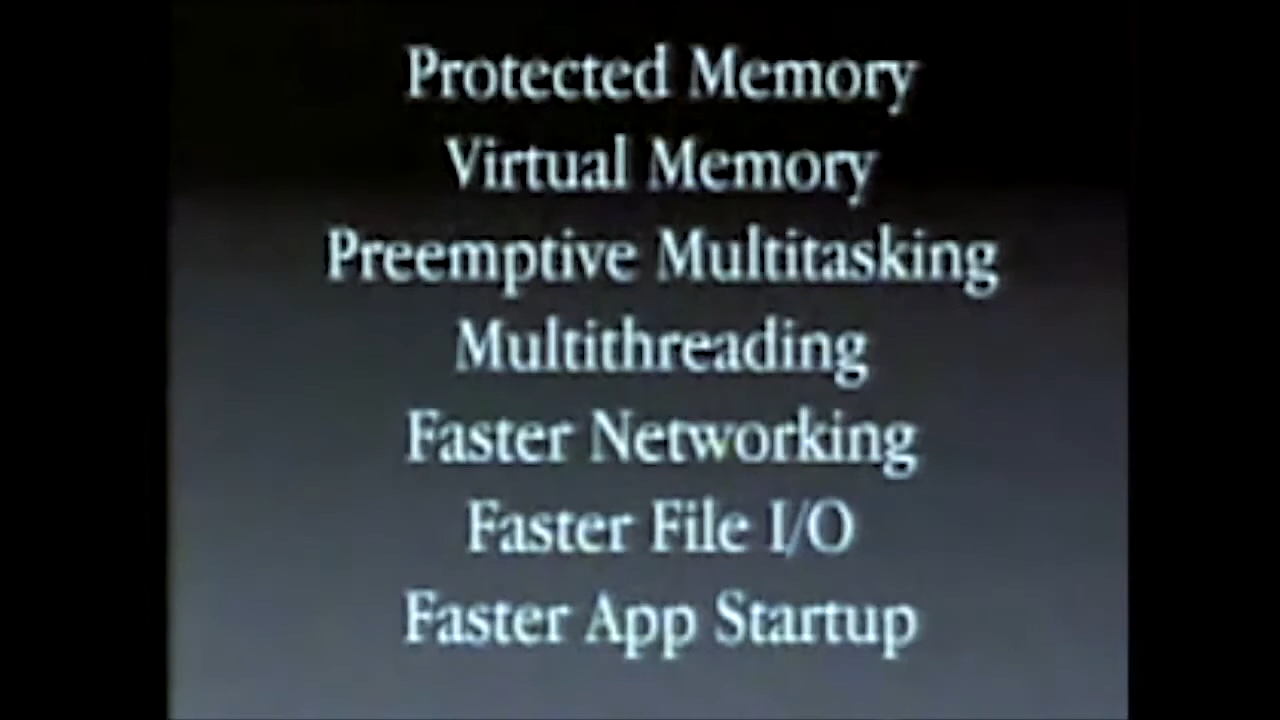 Protected Memory
Virtual Memory
Preemptive Multitasking
Multithreading
Faster Networking
Faster File I/O
Faster App Startup